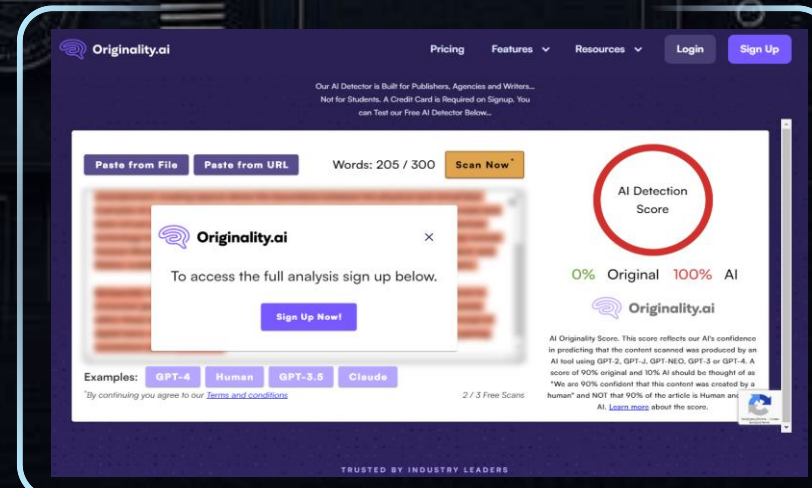 Originality.ai
Pricing Features Resources Login Sign Up
Our AI Detector is Built for Publishers, Agencies and Writers...
Not for Students. A Credit Card is Required on Signup. You
can Test our Free AI Detector Below...
Paste from File Paste from URL Words: 205 / 300 Scan Now*
AI Detection
Score
Originality.ai ×
To access the full analysis sign up below.
Sign Up Now!
0% Original 100% AI
Originality.ai
AI Originality Score. This score reflects our AI's confidence
in predicting that the content scanned was produced by an
AI tool using GPT-2, GPT-J, GPT-NEO, GPT-3 or GPT-4. A
score of 90% original and 10% AI should be thought of as
"We are 90% confident that this content was created by a
human" and NOT that 90% of the article is Human and
AI. Learn more about the score.
Examples: GPT-4 Human GPT-3.5 Claude
*By continuing you agree to our Terms and conditions 2 / 3 Free Scans
TRUSTED BY INDUSTRY LEADERS